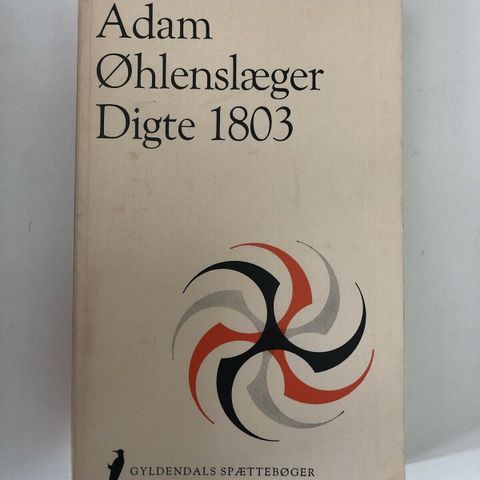 Adam
Øhlenslæger
Digte 1803
GYLDENDALS SPÆTTEBØGER